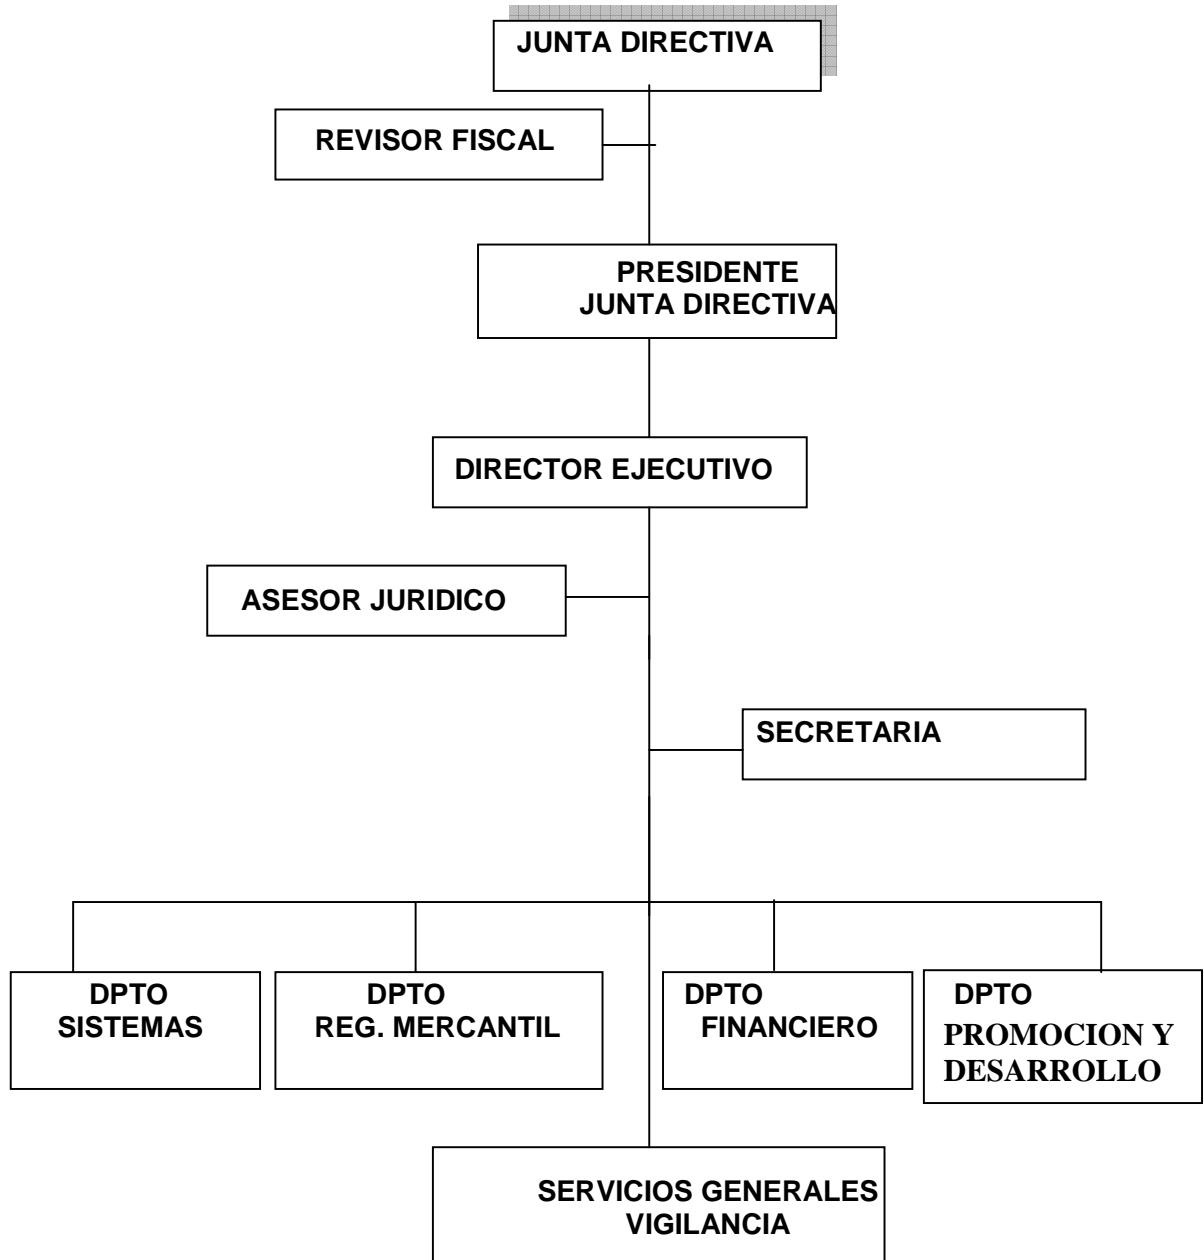 JUNTA DIRECTIVA
REVISOR FISCAL
PRESIDENTE
JUNTA DIRECTIVA
DIRECTOR EJECUTIVO
ASESOR JURIDICO
SECRETARIA
DPTO
SISTEMAS
DPTO
REG. MERCANTIL
DPTO
FINANCIERO
DPTO
PROMOCION Y
DESARROLLO
SERVICIOS GENERALES
VIGILANCIA